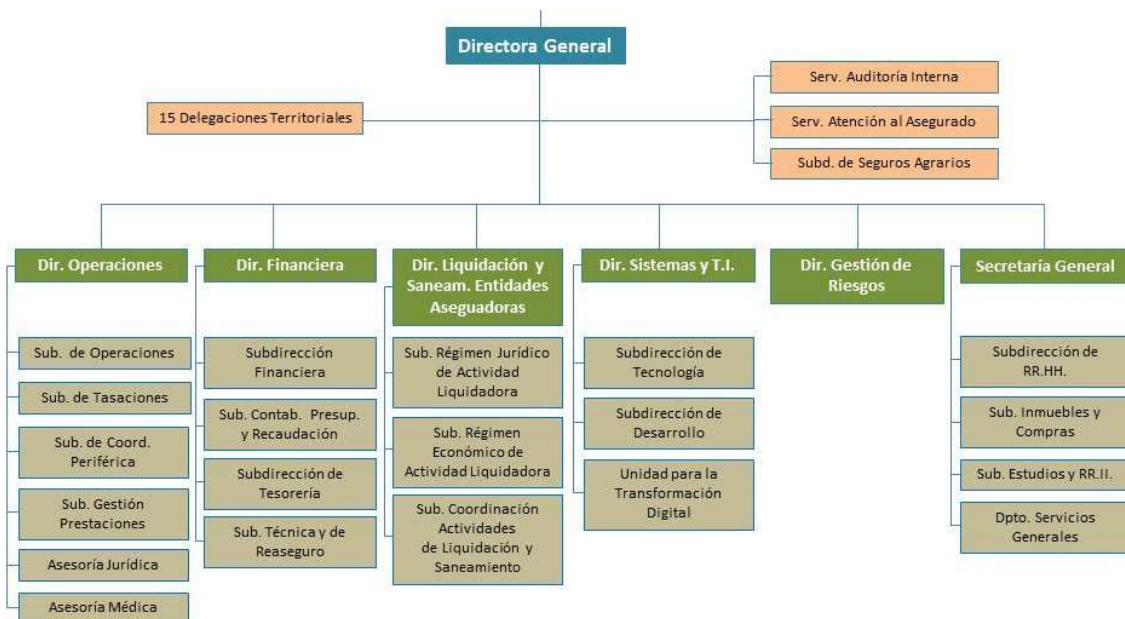 Directora General
Serv. Auditoría Interna
15 Delegaciones Territoriales
Serv. Atención al Asegurado
Subd. de Seguros Agrarios
Dir. Operaciones
Sub. de Operaciones
Sub. de Tasaciones
Sub. de Coord.
Periférica
Sub. Gestión
Prestaciones
Asesoría Jurídica
Asesoría Médica
Dir. Financiera
Subdirección
Financiera
Sub. Contab. Presup.
y Recaudación
Subdirección de
Tesorería
Sub. Técnica y de
Reaseguro
Dir. Liquidación y
Saneam. Entidades
Aseguadoras
Sub. Régimen Jurídico
de Actividad
Liquidadora
Sub. Régimen
Económico de
Actividad Liquidadora
Sub. Coordinación
Actividades
de Liquidación y
Saneamiento
Dir. Sistemas y T.I.
Subdirección de
Tecnología
Subdirección de
Desarrollo
Unidad para la
Transformación
Digital
Dir. Gestión de
Riesgos
Secretaría General
Subdirección de
RR.HH.
Sub. Inmuebles y
Compras
Sub. Estudios y RR.II.
Dpto. Servicios
Generales